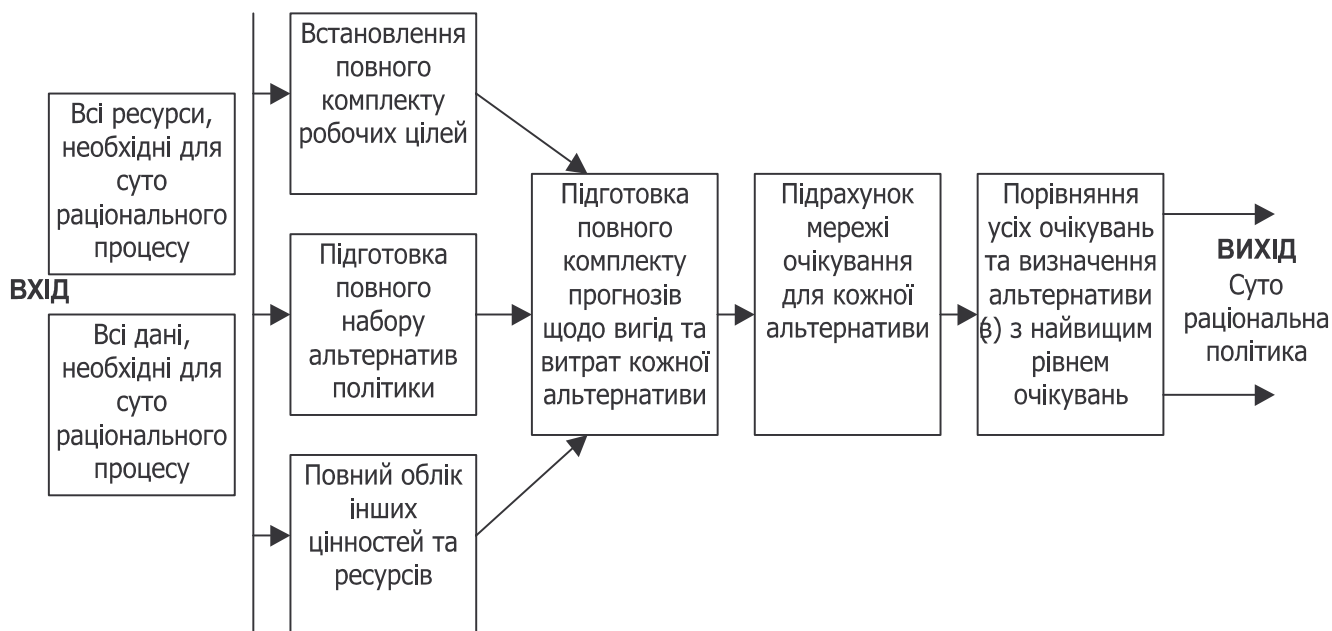 ВХІД
Всі ресурси,
необхідні для
суто
раціонального
процесу
Всі дані,
необхідні для
суто
раціонального
процесу
Встановлення
повного
комплекту
робочих цілей
Підготовка
повного
набору
альтернатив
політики
Повний облік
інших
цінностей та
ресурсів
Підготовка
повного
комплекту
прогнозів
щодо вигід та
витрат кожної
альтернативи
Підрахунок
мережі
очікування
для кожної
альтернативи
Порівняння
усіх очікувань
та визначення
альтернативи
(в) з найвищим
рівнем
очікувань
ВИХІД
Суто
раціональна
політика